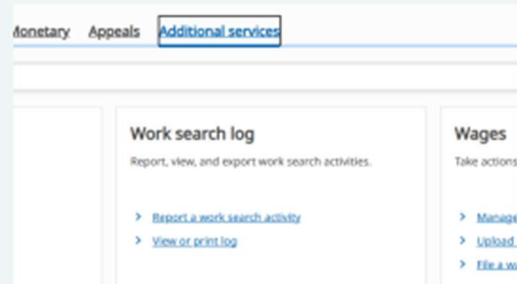 Monetary Appeals Additional services
Work search log
Report, view, and export work search activities.
Report a work search activity
View or print log
Wages
Take actions
Manage
Upload
File a